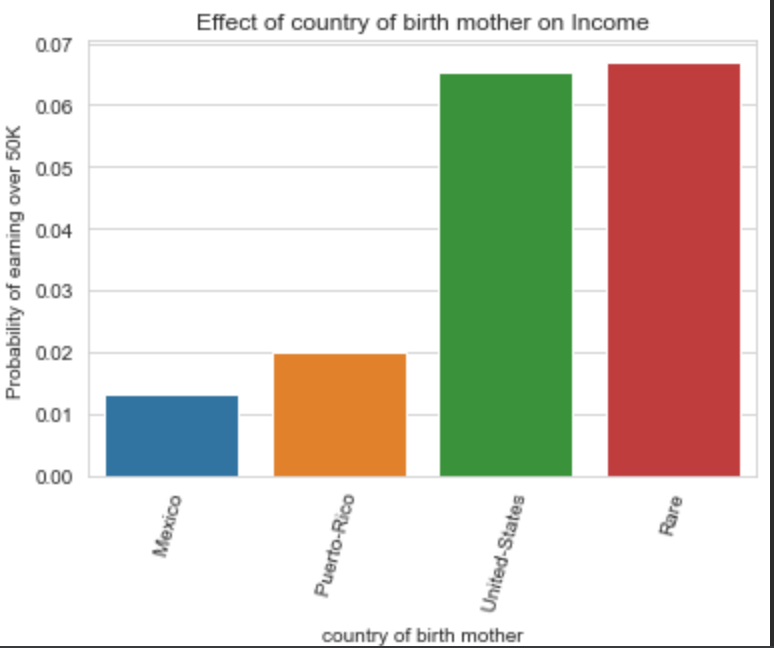 Effect of country of birth mother on Income
Probability of earning over 50K
0.07
0.06
0.05
0.04
0.03
0.02
0.01
0.00
Mexico
Puerto-Rico
United-States
Rare
country of birth mother